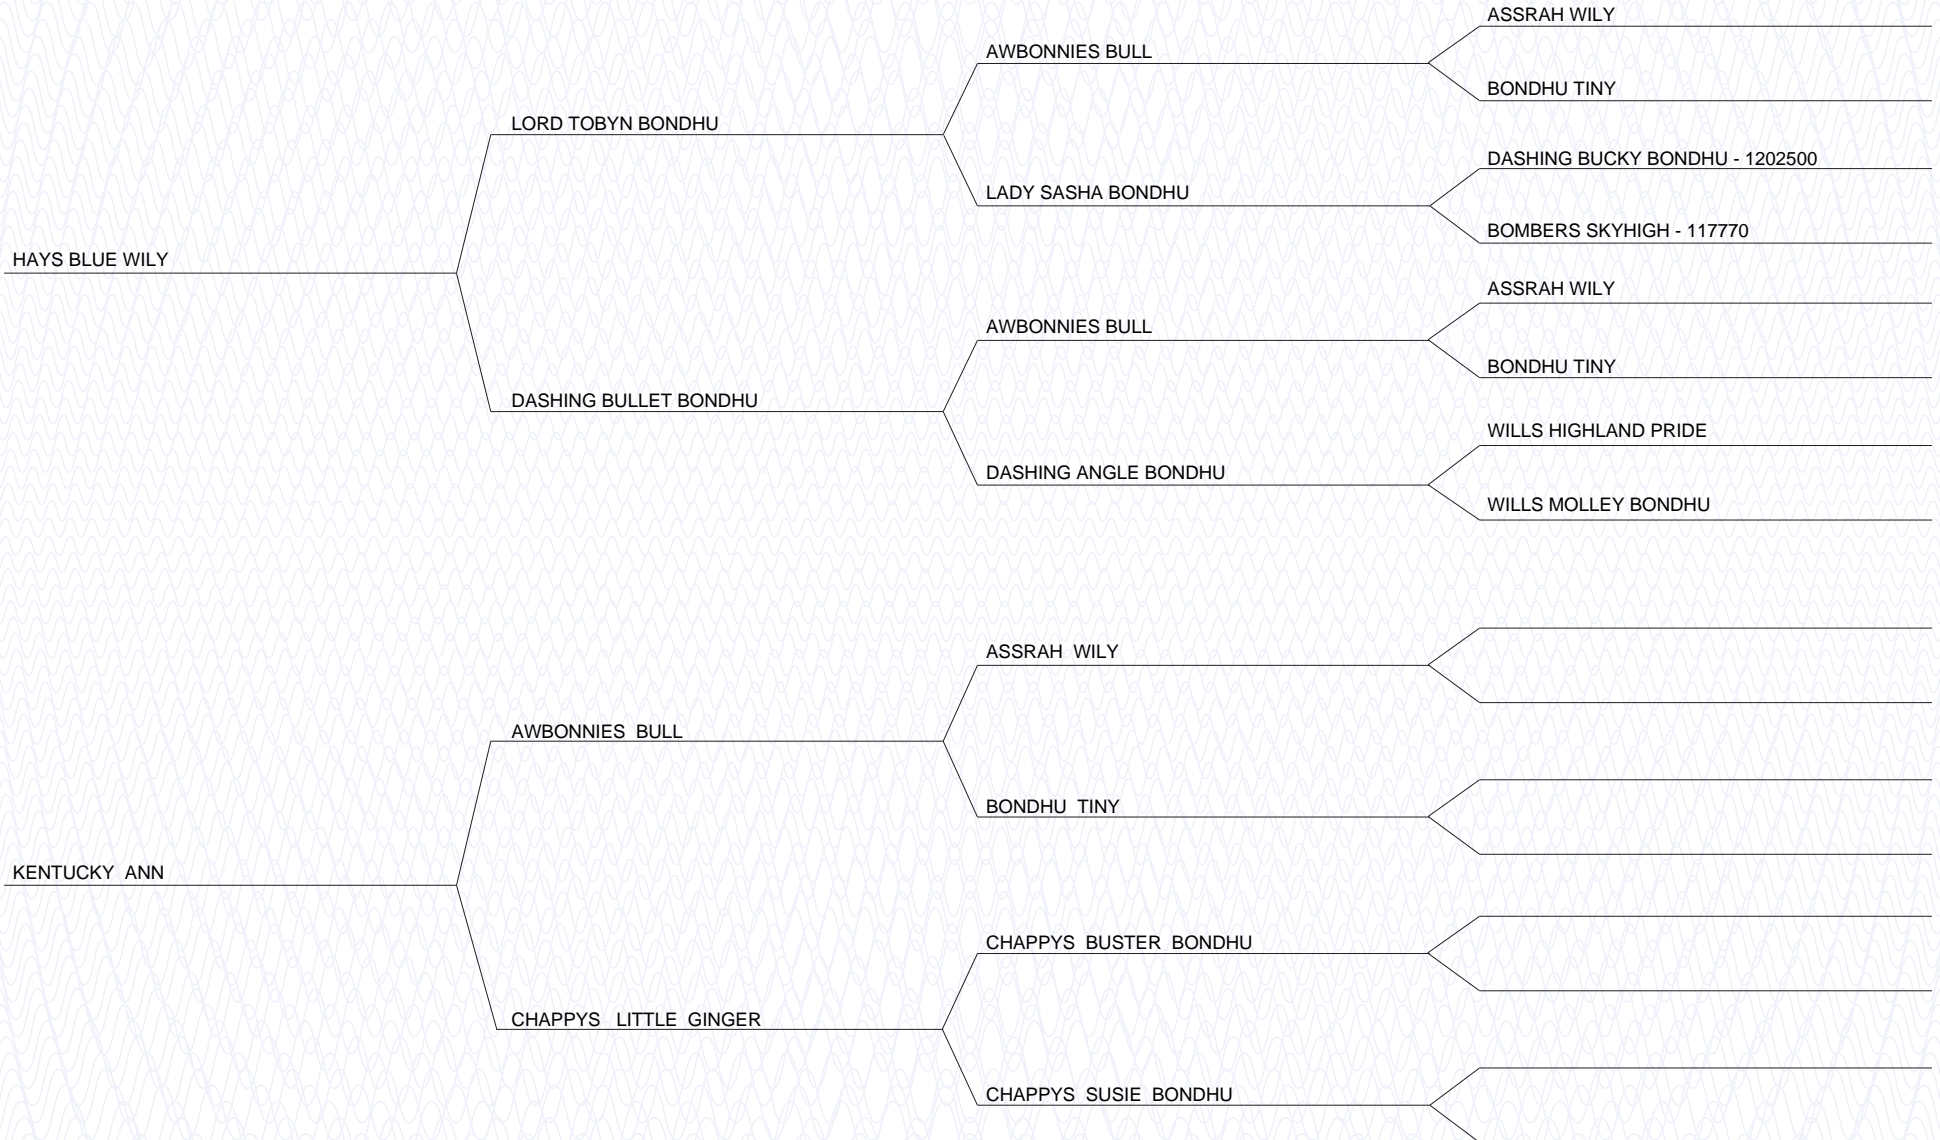 ASSRAH WILY
AWBONNIES BULL
BONDHU TINY
LORD TOBYN BONDHU
DASHING BUCKY BONDHU - 1202500
LADY SASHA BONDHU
BOMBERS SKYHIGH - 117770
HAYS BLUE WILY
ASSRAH WILY
AWBONNIES BULL
BONDHU TINY
DASHING BULLET BONDHU
WILLS HIGHLAND PRIDE
DASHING ANGLE BONDHU
WILLS MOLLEY BONDHU
ASSRAH  WILY
AWBONNIES  BULL
BONDHU  TINY
KENTUCKY  ANN
CHAPPYS  BUSTER  BONDHU
CHAPPYS   LITTLE  GINGER
CHAPPYS  SUSIE  BONDHU